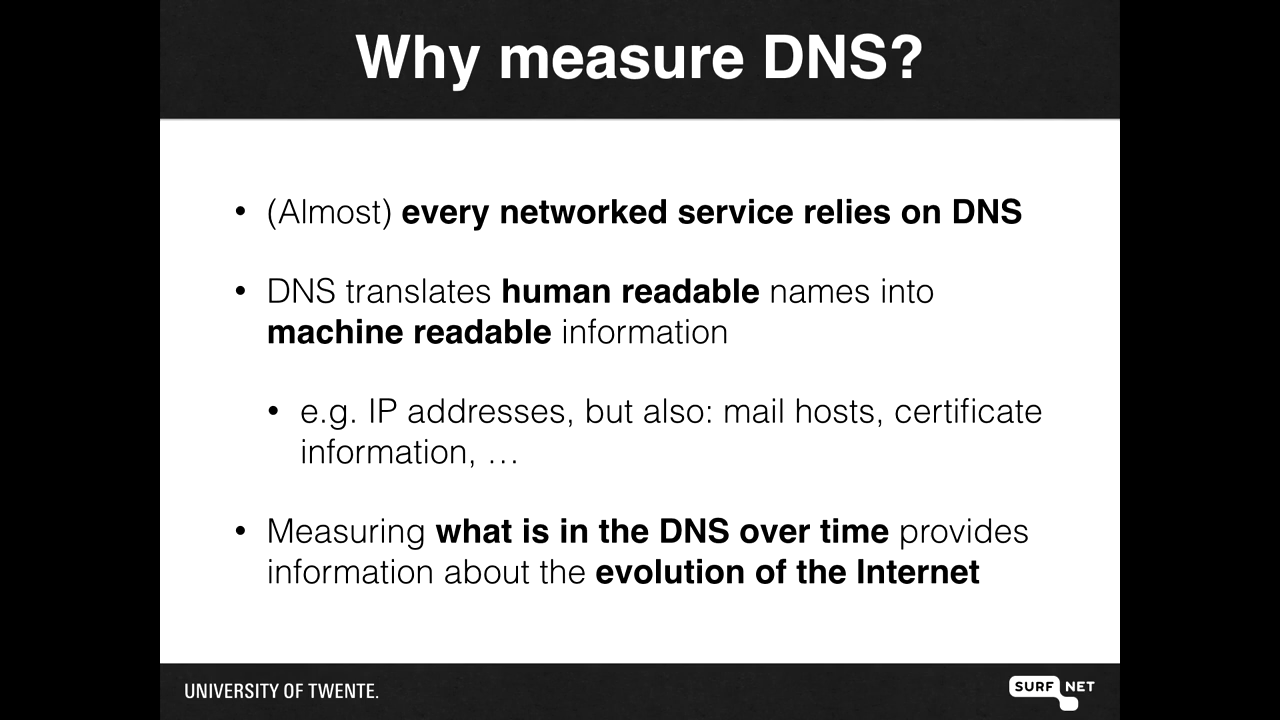 Why measure DNS?
• (Almost) every networked service relies on DNS
• DNS translates human readable names into
machine readable information
• e.g. IP addresses, but also: mail hosts, certificate
information, …
• Measuring what is in the DNS over time provides
information about the evolution of the Internet
UNIVERSITY OF TWENTE.
SURF NET